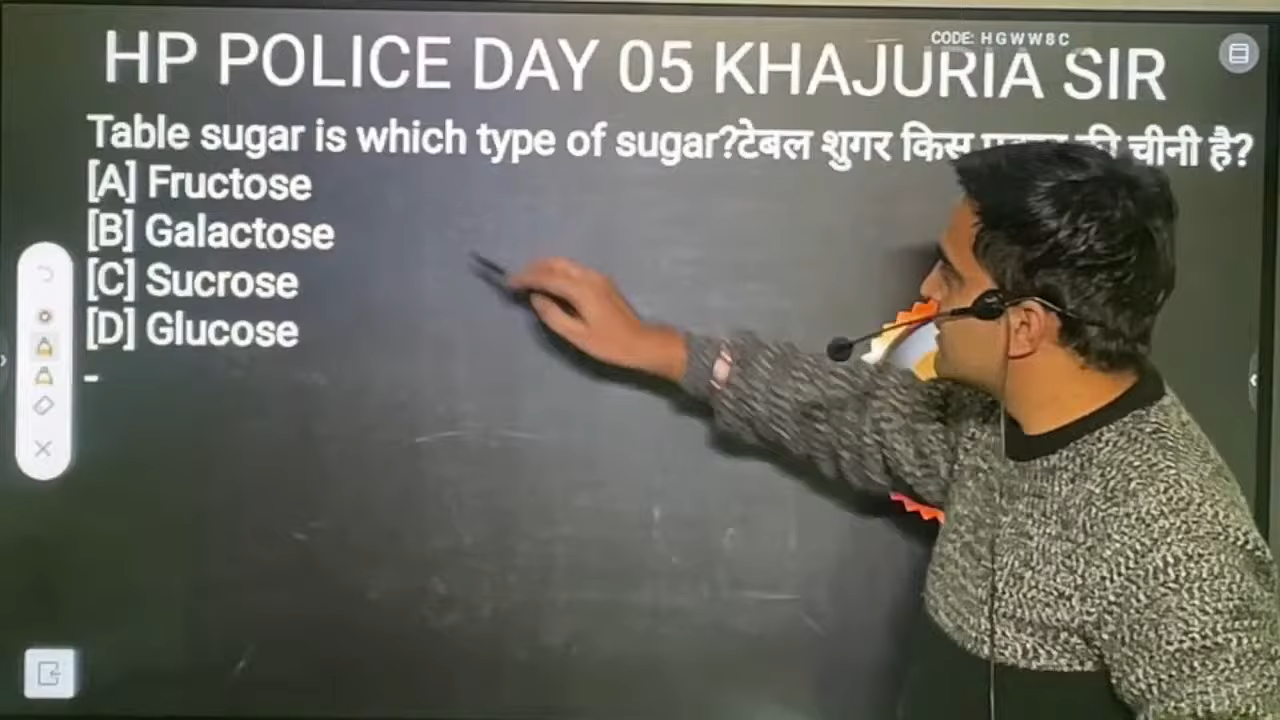 CODE: HGWW8C
HP POLICE DAY 05 KHAJURIA SIR
Table sugar is which type of sugar?टेबल शुगर किस की चीनी है?
[A] Fructose
[B] Galactose
[C] Sucrose
[D] Glucose
-